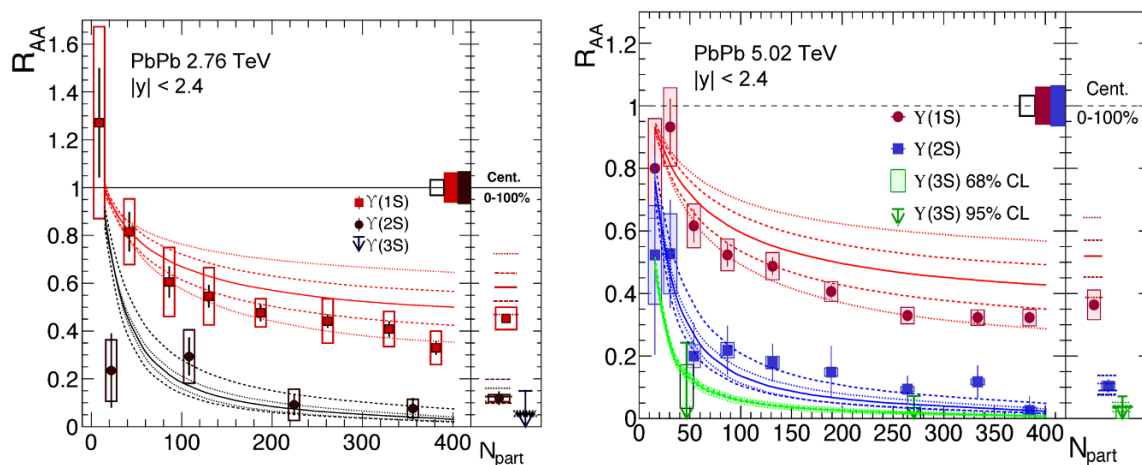 R_AA
1.6
1.4
1.2
1
0.8
0.6
0.4
0.2
0
PbPb 2.76 TeV
|y| < 2.4
Cent.
0-100%
ϒ(1S)
ϒ(2S)
ϒ(3S)
0 100 200 300 400
N_part
R_AA
1.2
1
0.8
0.6
0.4
0.2
0
PbPb 5.02 TeV
|y| < 2.4
Cent.
0-100%
ϒ(1S)
ϒ(2S)
ϒ(3S) 68% CL
ϒ(3S) 95% CL
0 50 100 150 200 250 300 350 400
N_part